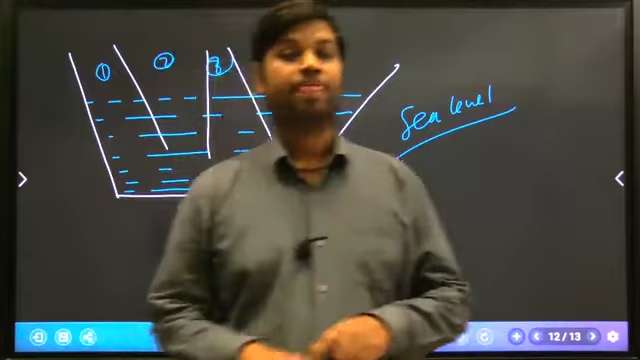 ① ② ③
Sea level
12/13